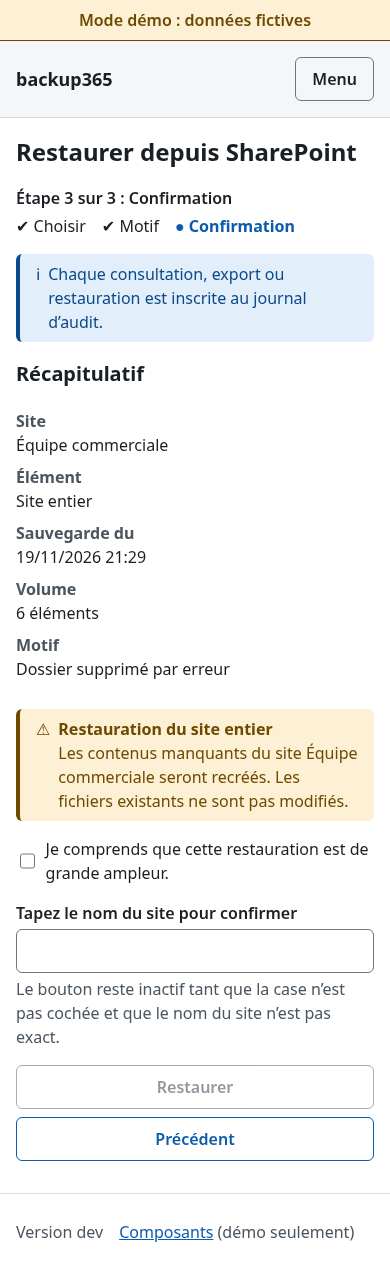 Mode démo : données fictives
backup365
Menu
Restaurer depuis SharePoint
Étape 3 sur 3 : Confirmation
✔ Choisir ✔ Motif ● Confirmation
i Chaque consultation, export ou
restauration est inscrite au journal
d’audit.
Récapitulatif
Site
Équipe commerciale
Élément
Site entier
Sauvegarde du
19/11/2026 21:29
Volume
6 éléments
Motif
Dossier supprimé par erreur
⚠ Restauration du site entier
Les contenus manquants du site Équipe
commerciale seront recréés. Les
fichiers existants ne sont pas modifiés.
Je comprends que cette restauration est de
grande ampleur.
Tapez le nom du site pour confirmer
Le bouton reste inactif tant que la case n’est
pas cochée et que le nom du site n’est pas
exact.
Restaurer
Précédent
Version dev Composants (démo seulement)